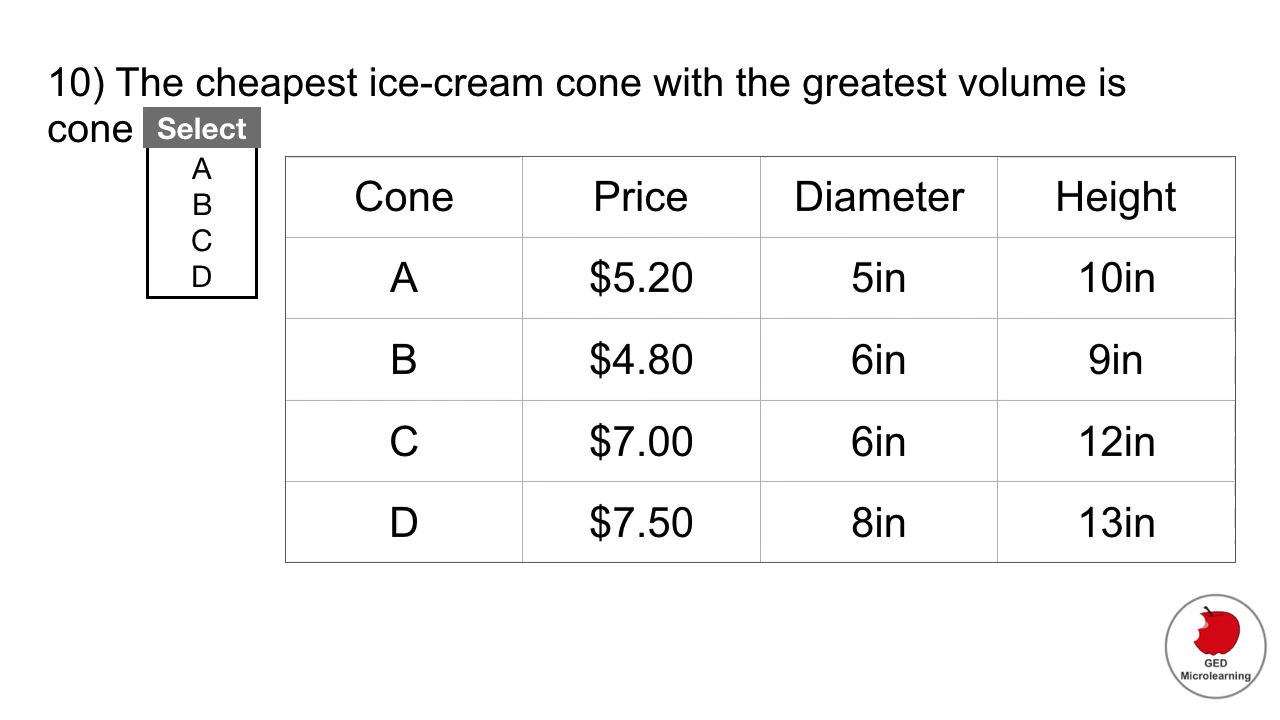 10) The cheapest ice-cream cone with the greatest volume is
cone Select
A
B
C
D
Cone Price Diameter Height
A $5.20 5in 10in
B $4.80 6in 9in
C $7.00 6in 12in
D $7.50 8in 13in
GED
Microlearning